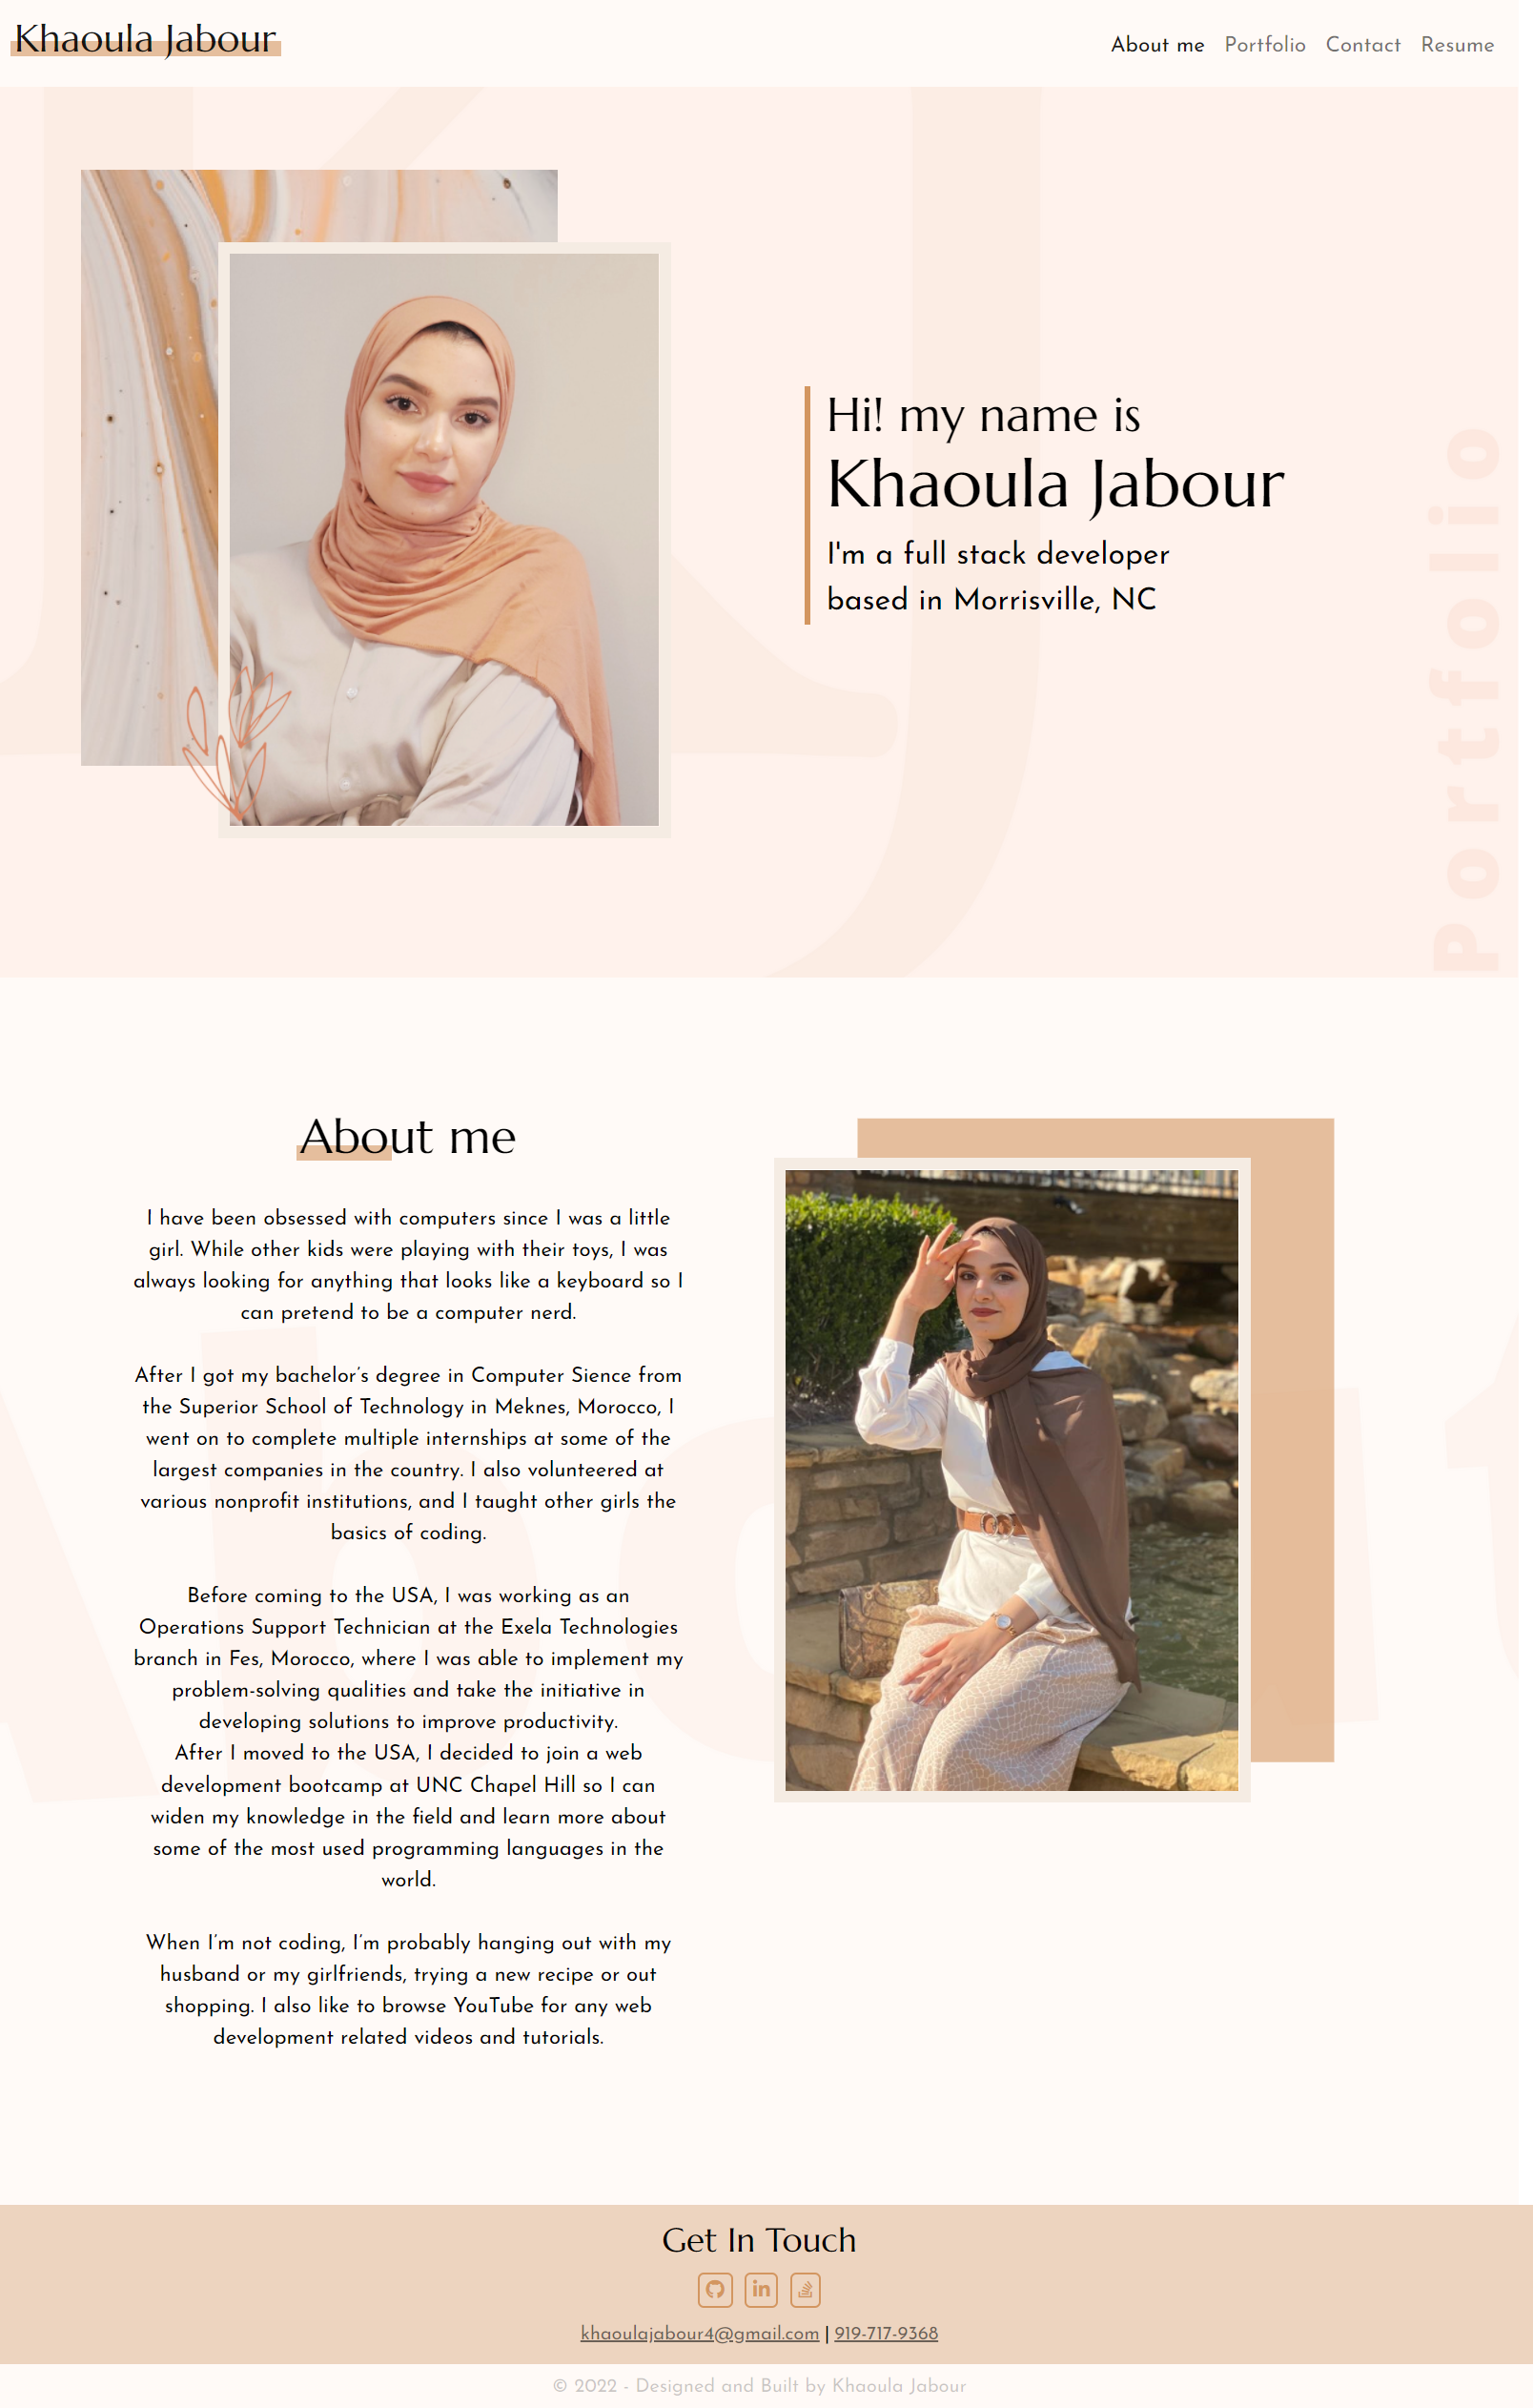 Khaoula Jabour
About me Portfolio Contact Resume
KJ
Hi! my name is
Khaoula Jabour
I'm a full stack developer
based in Morrisville, NC
Portfolio
About me
I have been obsessed with computers since I was a little
girl. While other kids were playing with their toys, I was
always looking for anything that looks like a keyboard so I
can pretend to be a computer nerd.
After I got my bachelor’s degree in Computer Sience from
the Superior School of Technology in Meknes, Morocco, I
went on to complete multiple internships at some of the
largest companies in the country. I also volunteered at
various nonprofit institutions, and I taught other girls the
basics of coding.
Before coming to the USA, I was working as an
Operations Support Technician at the Exela Technologies
branch in Fes, Morocco, where I was able to implement my
problem-solving qualities and take the initiative in
developing solutions to improve productivity.
After I moved to the USA, I decided to join a web
development bootcamp at UNC Chapel Hill so I can
widen my knowledge in the field and learn more about
some of the most used programming languages in the
world.
When I’m not coding, I’m probably hanging out with my
husband or my girlfriends, trying a new recipe or out
shopping. I also like to browse YouTube for any web
development related videos and tutorials.
About
Get In Touch
in
khaoulajabour4@gmail.com | 919-717-9368
© 2022 - Designed and Built by Khaoula Jabour